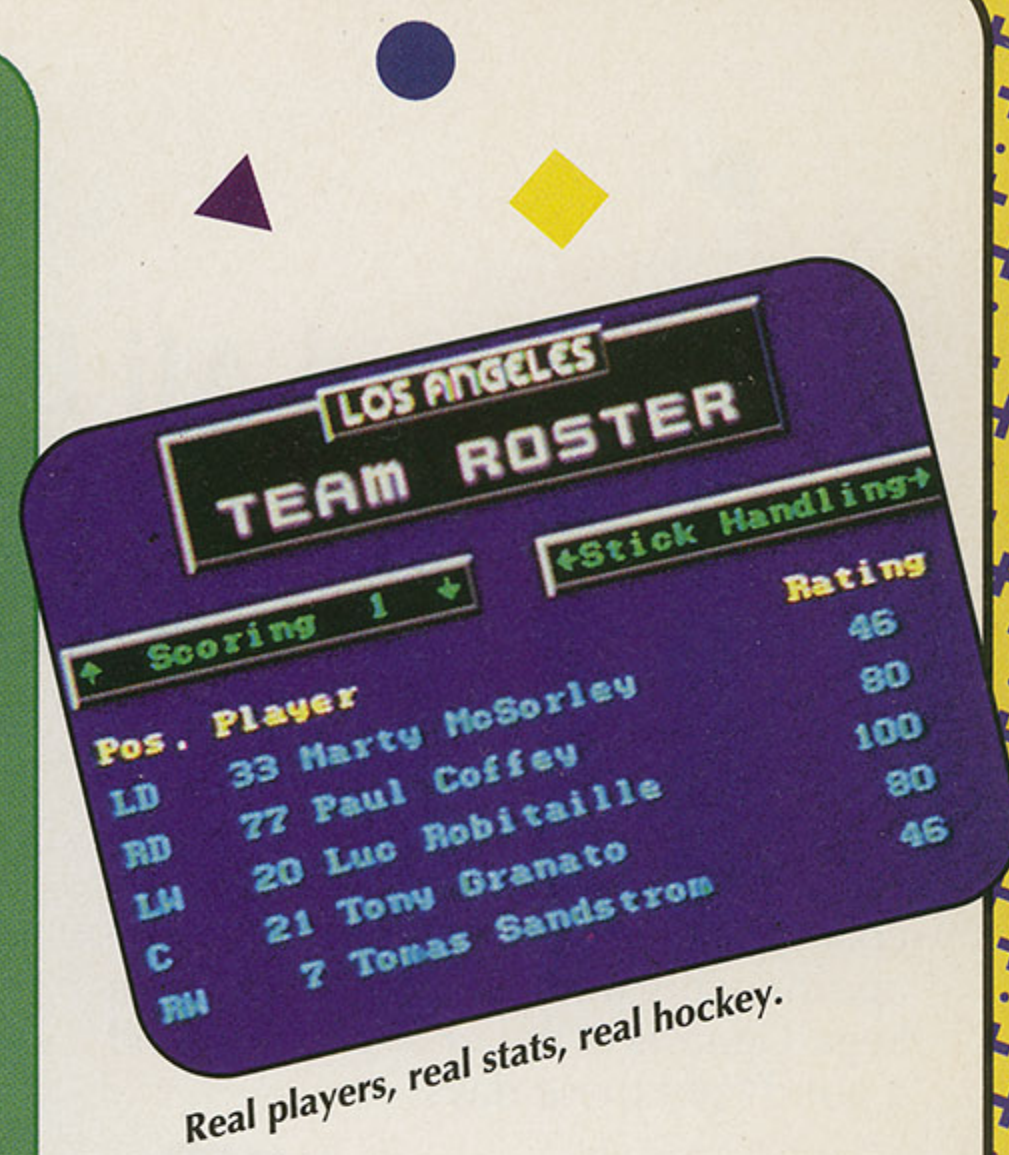 LOS ANGELES
TEAM ROSTER
↑ Scoring 1 ↓ ←Stick Handling→
Pos. Player Rating
LD 33 Marty McSorley 46
RD 77 Paul Coffey 80
LW 20 Luc Robitaille 100
C 21 Tony Granato 80
RW 7 Tomas Sandstrom 46
Real players, real stats, real hockey.